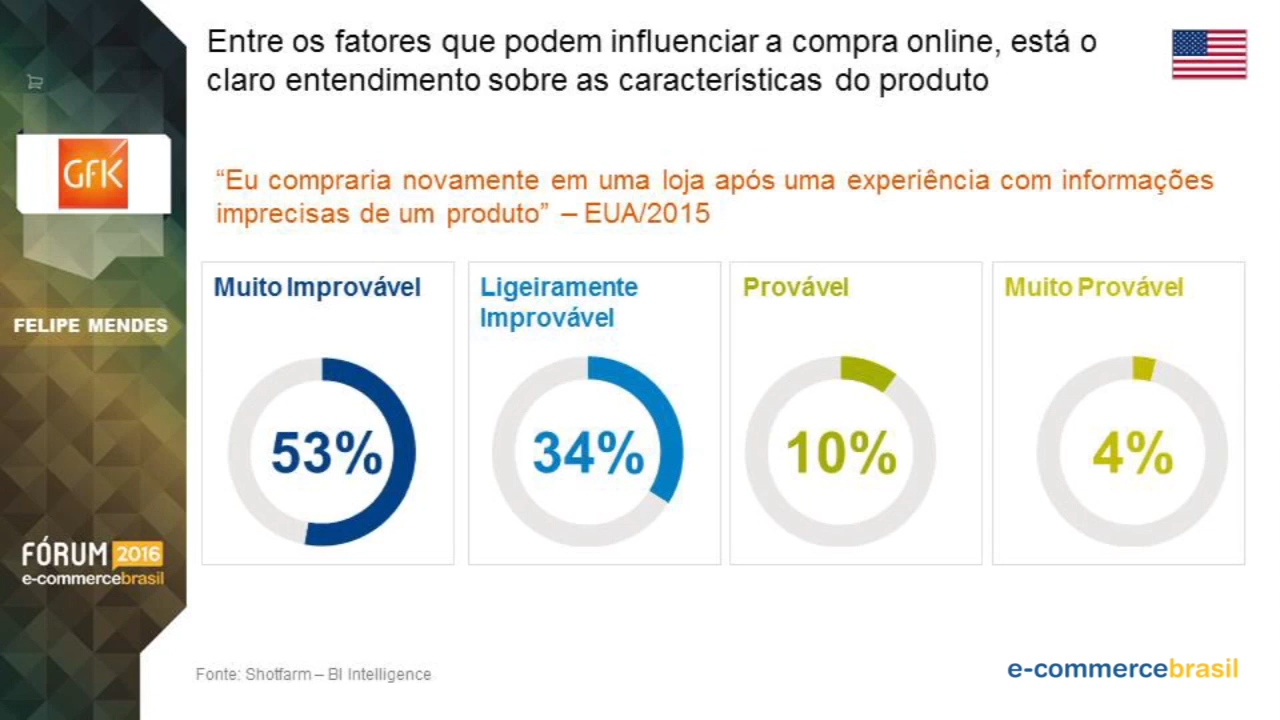 Entre os fatores que podem influenciar a compra online, está o
claro entendimento sobre as características do produto
GfK
“Eu compraria novamente em uma loja após uma experiência com informações
imprecisas de um produto” – EUA/2015
Muito Improvável
53%
Ligeiramente
Improvável
34%
Provável
10%
Muito Provável
4%
FELIPE MENDES
FÓRUM 2016
e-commercebrasil
Fonte: Shotfarm – BI Intelligence
e-commercebrasil